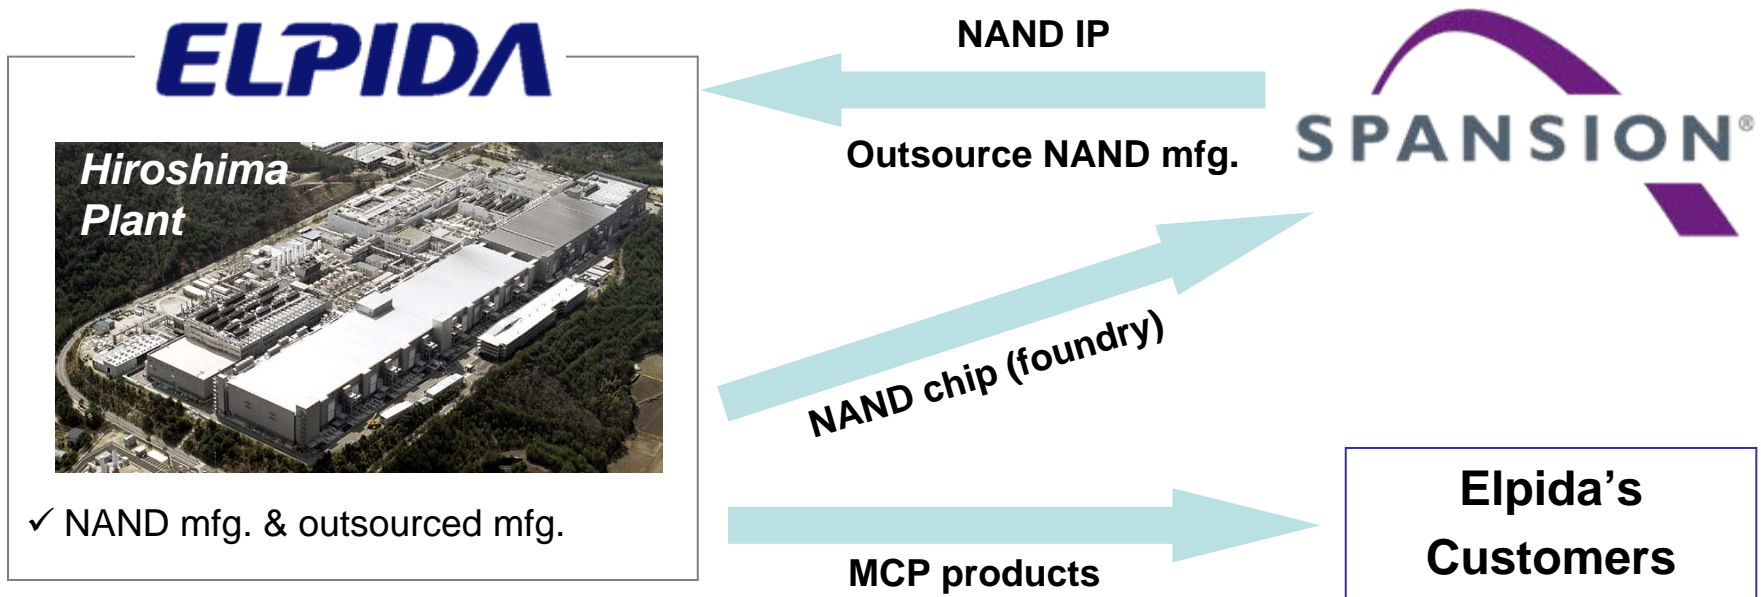 ELPIDA
Hiroshima
Plant
✓ NAND mfg. & outsourced mfg.
NAND IP
Outsource NAND mfg.
SPANSION®
NAND chip (foundry)
MCP products
Elpida’s
Customers